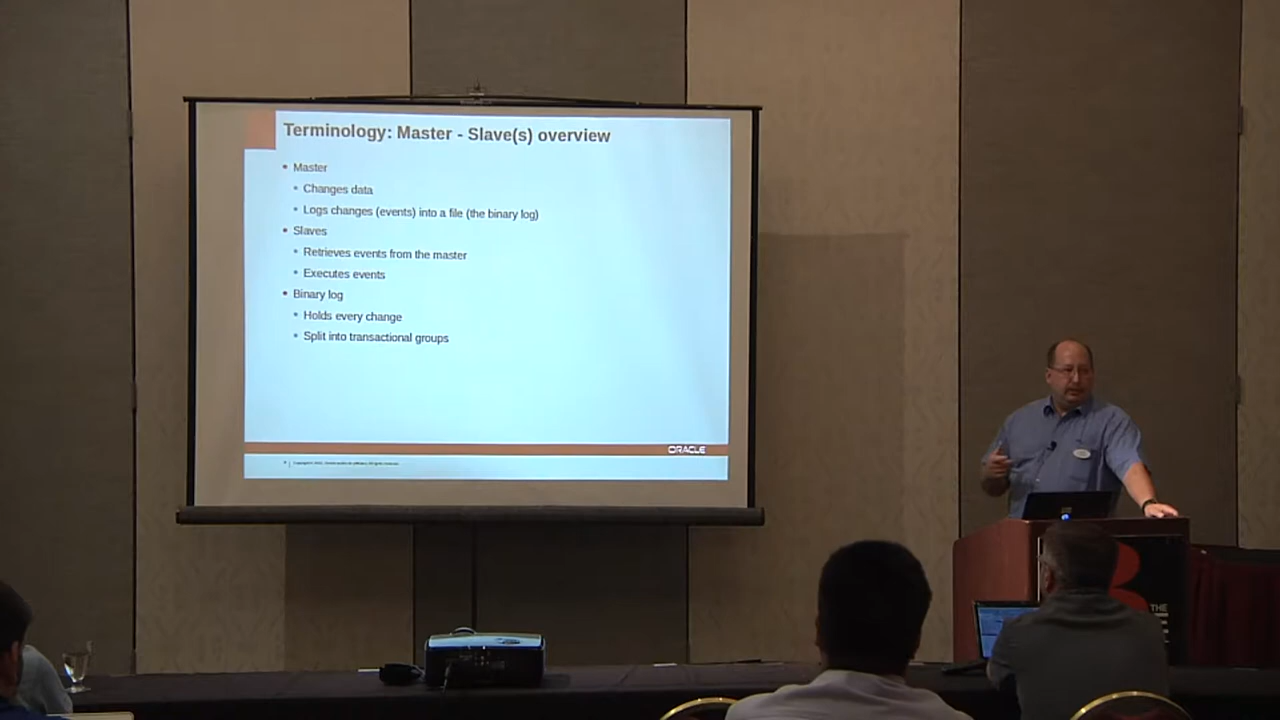 Terminology: Master - Slave(s) overview
• Master
• Changes data
• Logs changes (events) into a file (the binary log)
• Slaves
• Retrieves events from the master
• Executes events
• Binary log
• Holds every change
• Split into transactional groups
ORACLE
THE